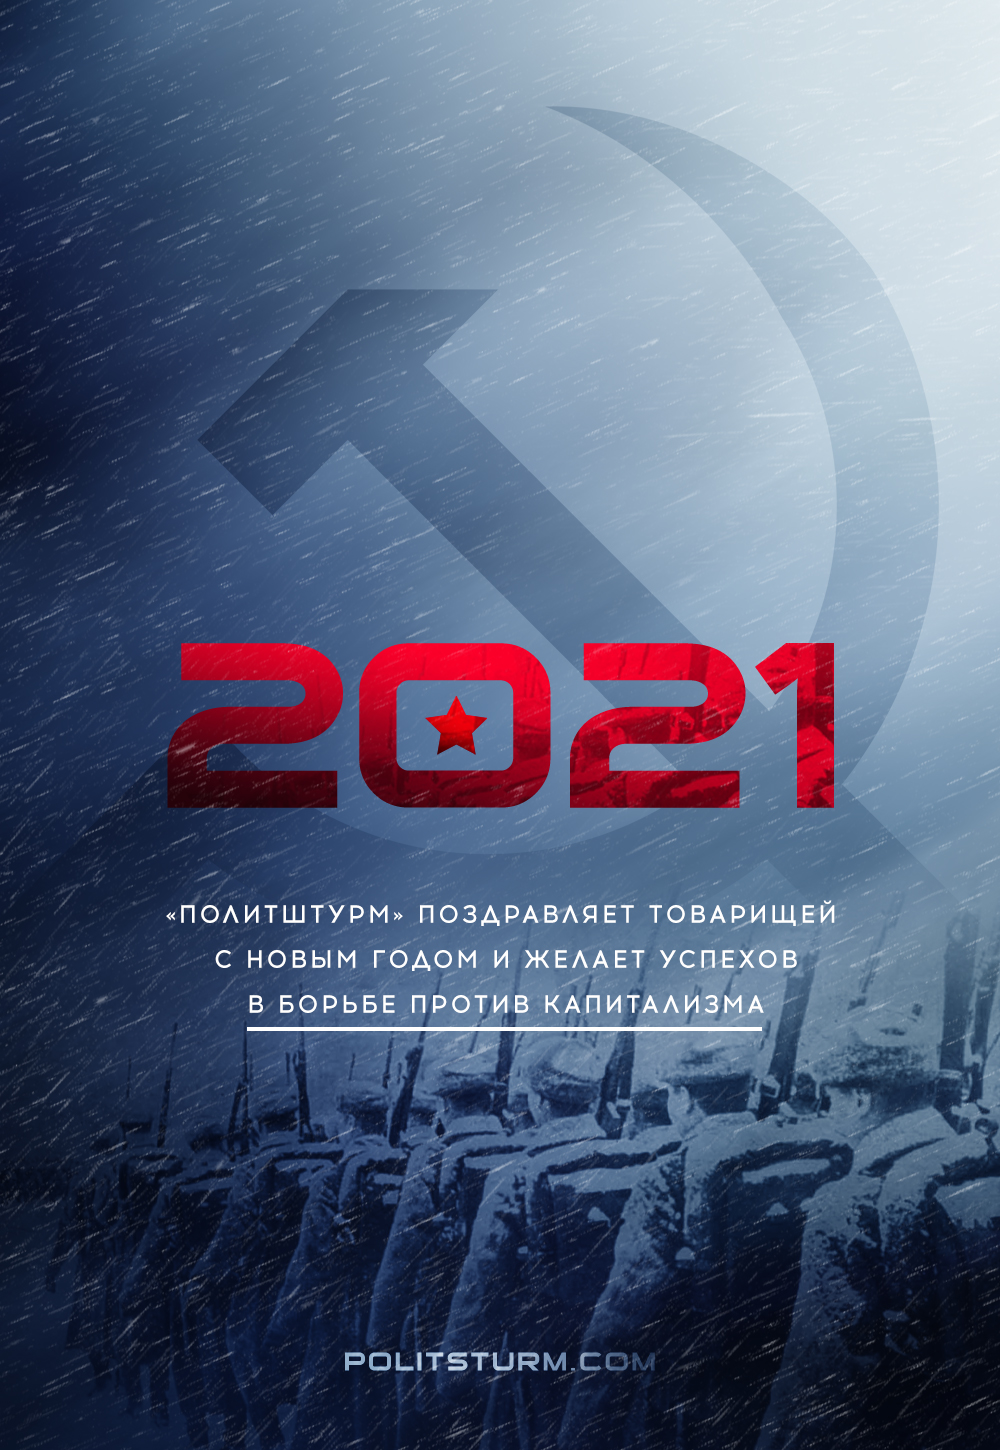 2021
«ПОЛИТШТУРМ» ПОЗДРАВЛЯЕТ ТОВАРИЩЕЙ
С НОВЫМ ГОДОМ И ЖЕЛАЕТ УСПЕХОВ
В БОРЬБЕ ПРОТИВ КАПИТАЛИЗМА
POLITSTURM.COM